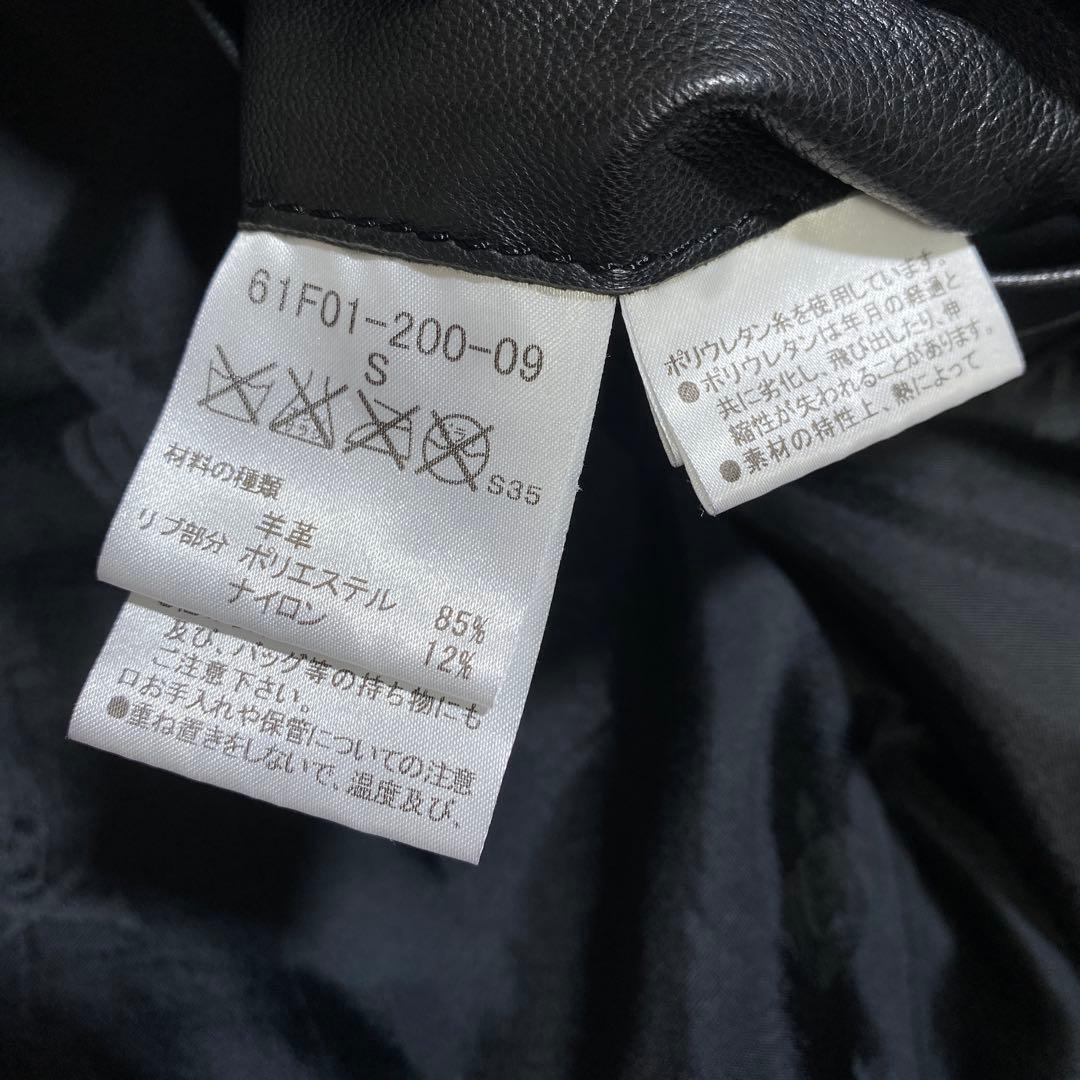 61F01-200-09
S
S35
材料の種類
羊革
リブ部分 ポリエステル 85%
ナイロン 12%
及び、バッグ等の持ち物にも
ご注意下さい。
口お手入れや保管についての注意
●重ね置きをしないで、温度及び、
ポリウレタン糸を使用しています。
●ポリウレタンは年月の経過と
共に劣化し、飛び出したり、伸
縮性が失われることがあります。
●素材の特性上、熱によって